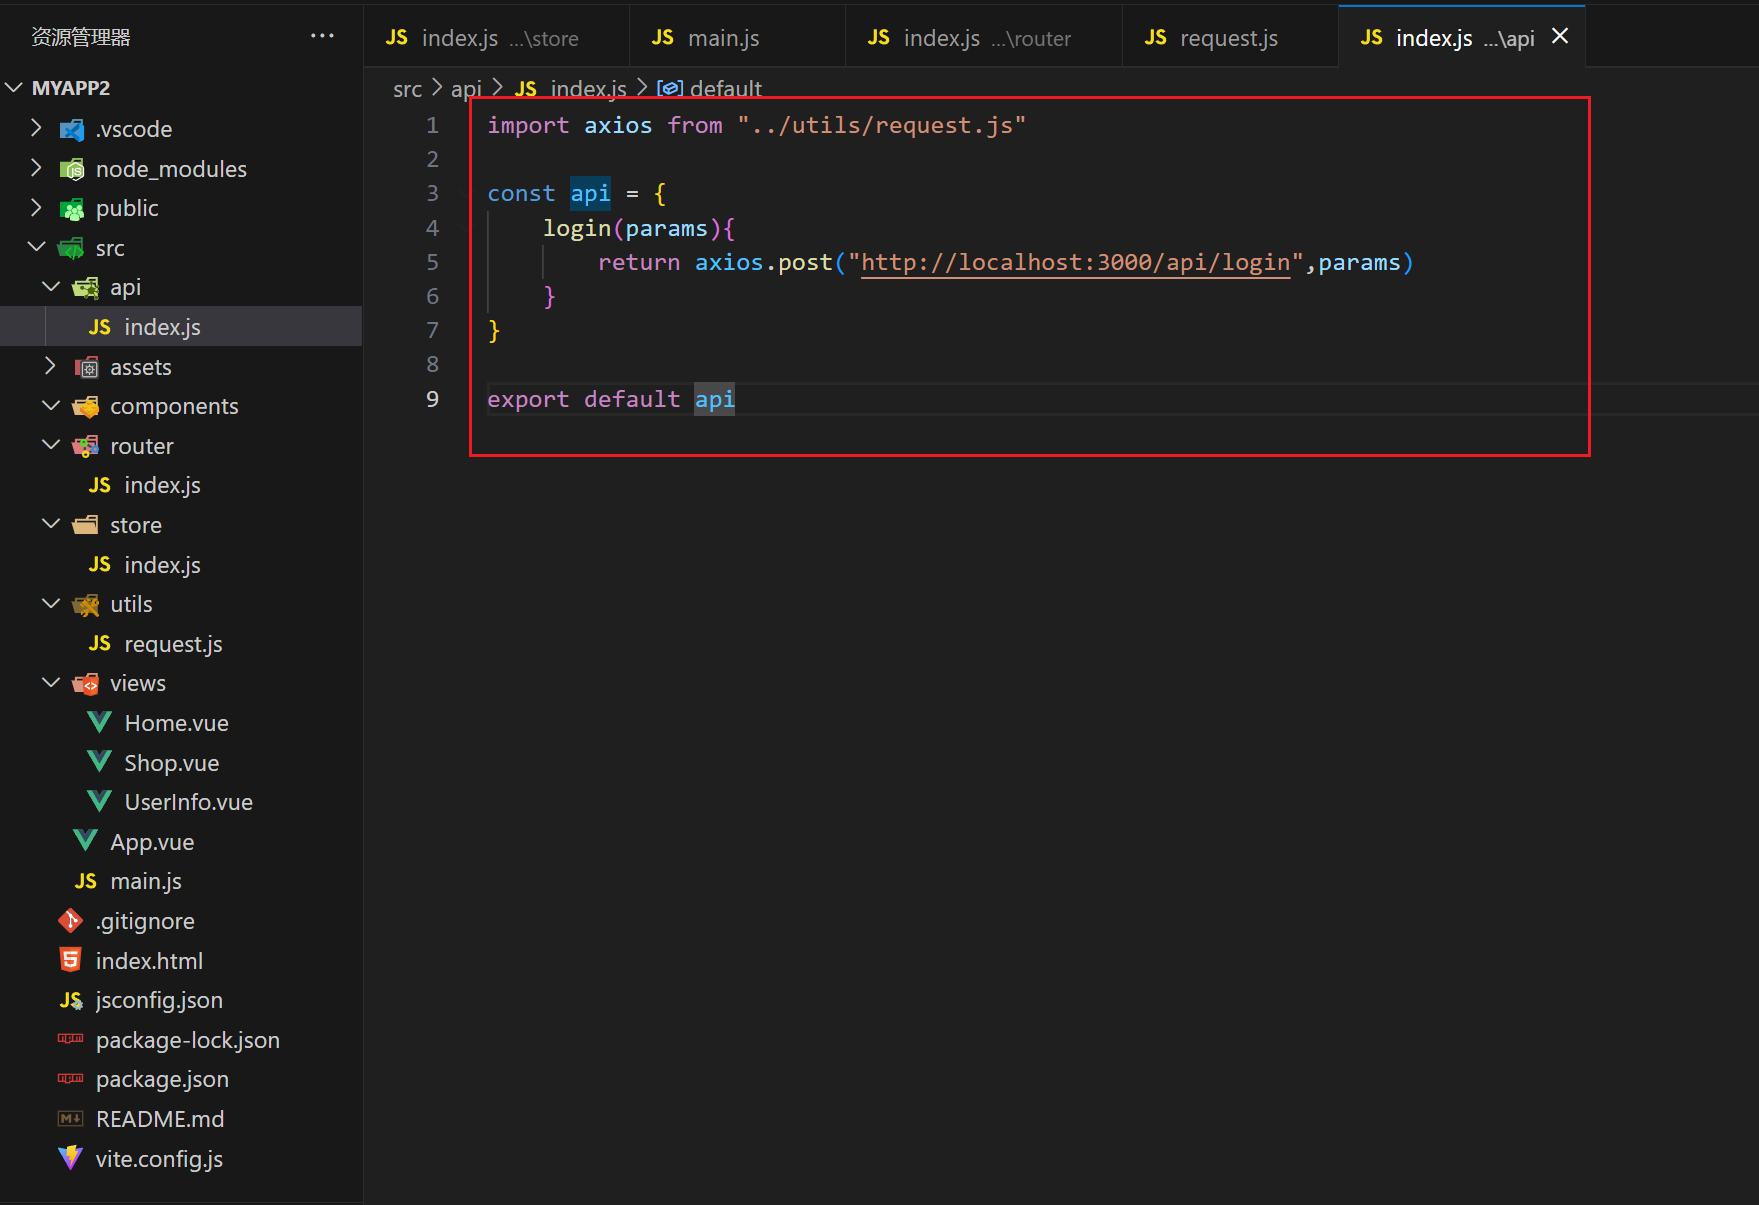 资源管理器 ···
MYAPP2
.vscode
node_modules
public
src
api
JS index.js
assets
components
router
JS index.js
store
JS index.js
utils
JS request.js
views
Home.vue
Shop.vue
UserInfo.vue
App.vue
JS main.js
.gitignore
index.html
JS jsconfig.json
package-lock.json
package.json
README.md
vite.config.js
JS index.js ...\store JS main.js JS index.js ...\router JS request.js JS index.js ...\api
src > api > JS index.js > default
1 import axios from "../utils/request.js"
2
3 const api = {
4 login(params){
5 return axios.post("http://localhost:3000/api/login",params)
6 }
7 }
8
9 export default api